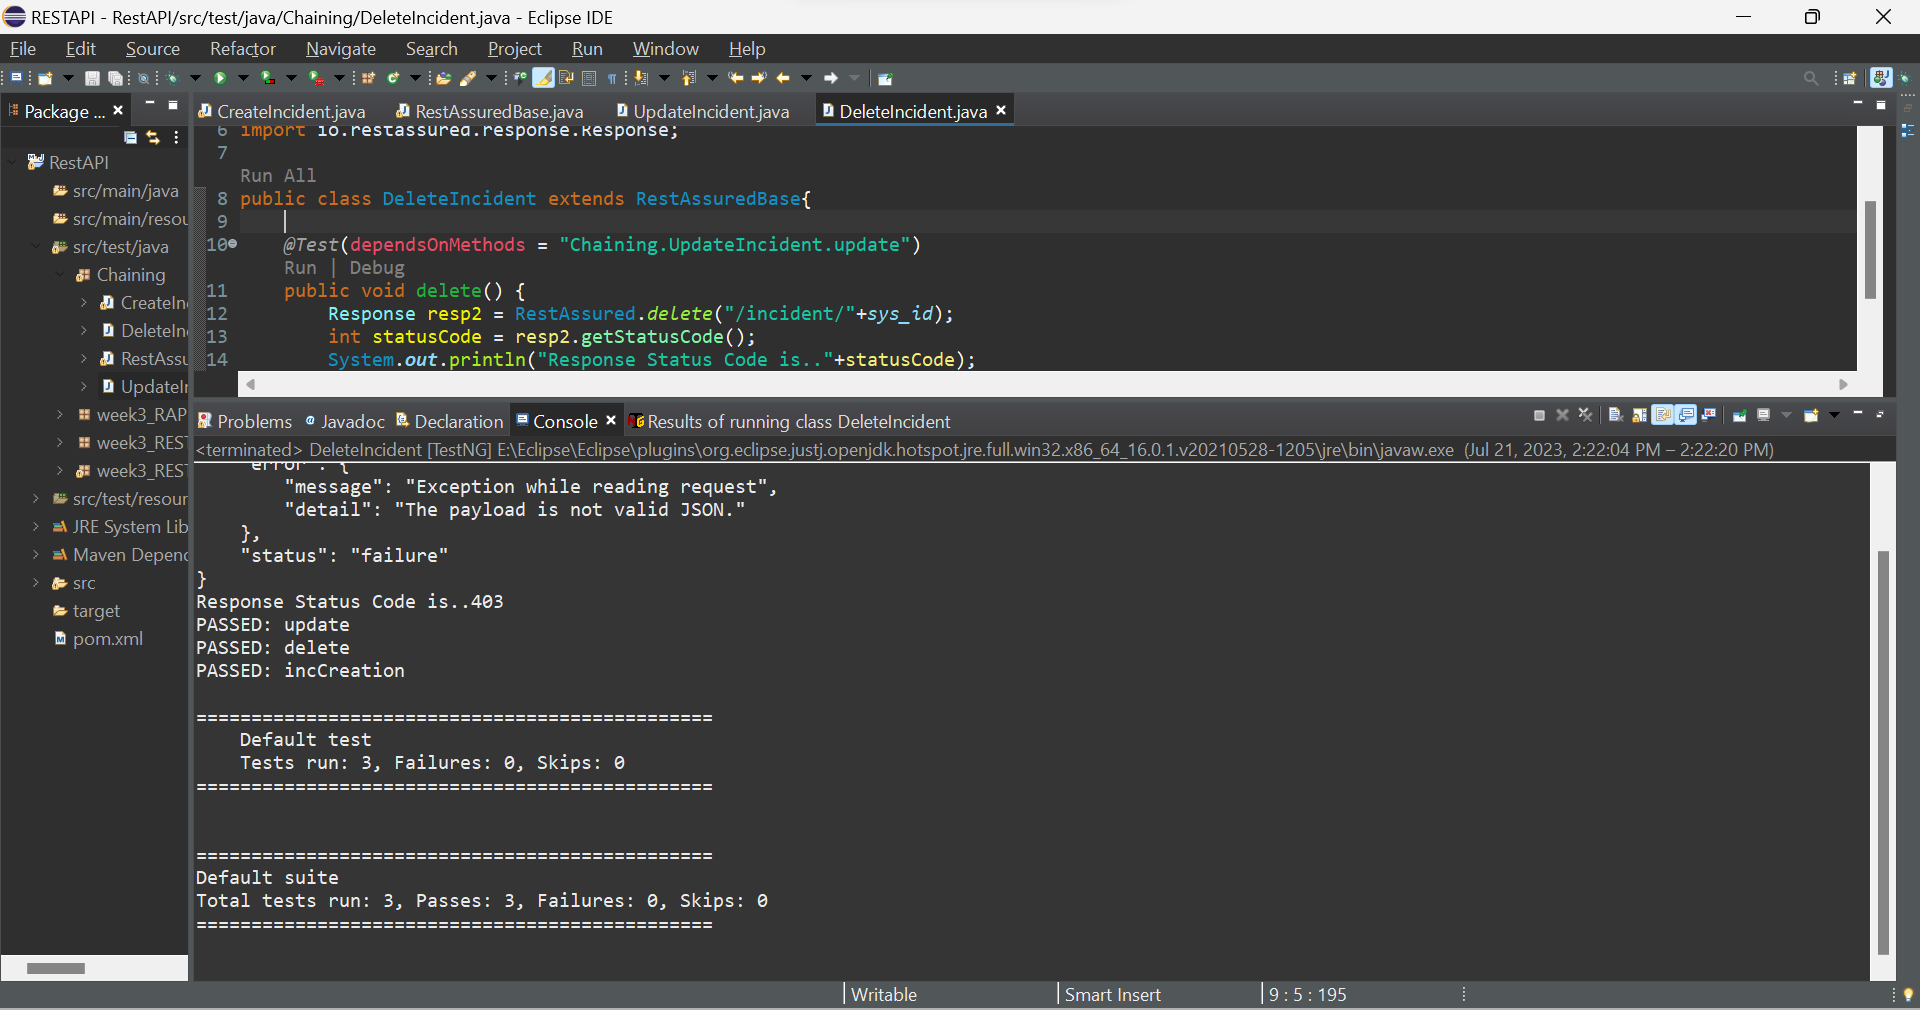 RESTAPI - RestAPI/src/test/java/Chaining/DeleteIncident.java - Eclipse IDE
File Edit Source Refactor Navigate Search Project Run Window Help
Package ...
CreateIncident.java RestAssuredBase.java UpdateIncident.java DeleteIncident.java
RestAPI
src/main/java
src/main/resou
src/test/java
Chaining
CreateIn
DeleteIn
RestAssu
UpdateIn
week3_RAP
week3_REST
week3_REST
src/test/resour
JRE System Lib
Maven Depend
src
target
pom.xml
6 import io.restassured.response.Response;
7
Run All
8 public class DeleteIncident extends RestAssuredBase{
9
10 @Test(dependsOnMethods = "Chaining.UpdateIncident.update")
Run | Debug
11 public void delete() {
12 Response resp2 = RestAssured.delete("/incident/"+sys_id);
13 int statusCode = resp2.getStatusCode();
14 System.out.println("Response Status Code is.."+statusCode);
Problems Javadoc Declaration Console Results of running class DeleteIncident
<terminated> DeleteIncident [TestNG] E:\Eclipse\Eclipse\plugins\org.eclipse.justj.openjdk.hotspot.jre.full.win32.x86_64_16.0.1.v20210528-1205\jre\bin\javaw.exe (Jul 21, 2023, 2:22:04 PM – 2:22:20 PM)
"error": {
"message": "Exception while reading request",
"detail": "The payload is not valid JSON."
},
"status": "failure"
}
Response Status Code is..403
PASSED: update
PASSED: delete
PASSED: incCreation
===============================================
Default test
Tests run: 3, Failures: 0, Skips: 0
===============================================
===============================================
Default suite
Total tests run: 3, Passes: 3, Failures: 0, Skips: 0
===============================================
Writable Smart Insert 9 : 5 : 195